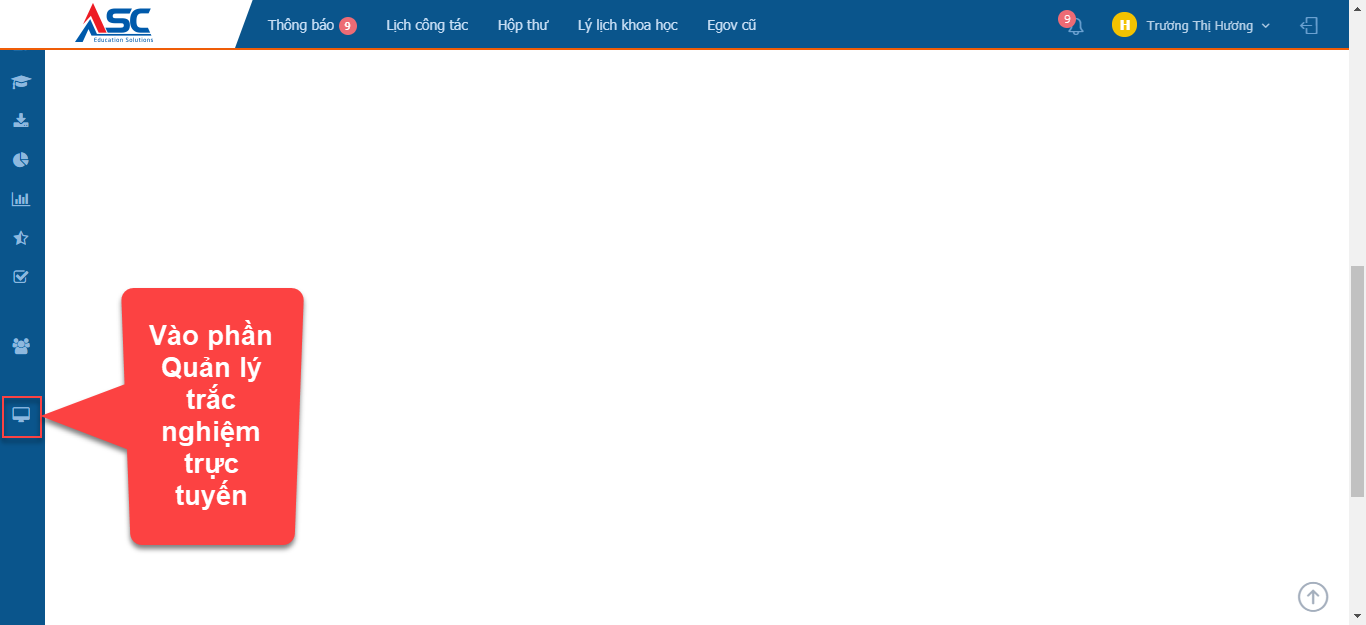 ASC
Education Solutions
Thông báo 9
Lịch công tác
Hộp thư
Lý lịch khoa học
Egov cũ
9
H
Trương Thị Hương
Vào phần
Quản lý
trắc
nghiệm
trực
tuyến